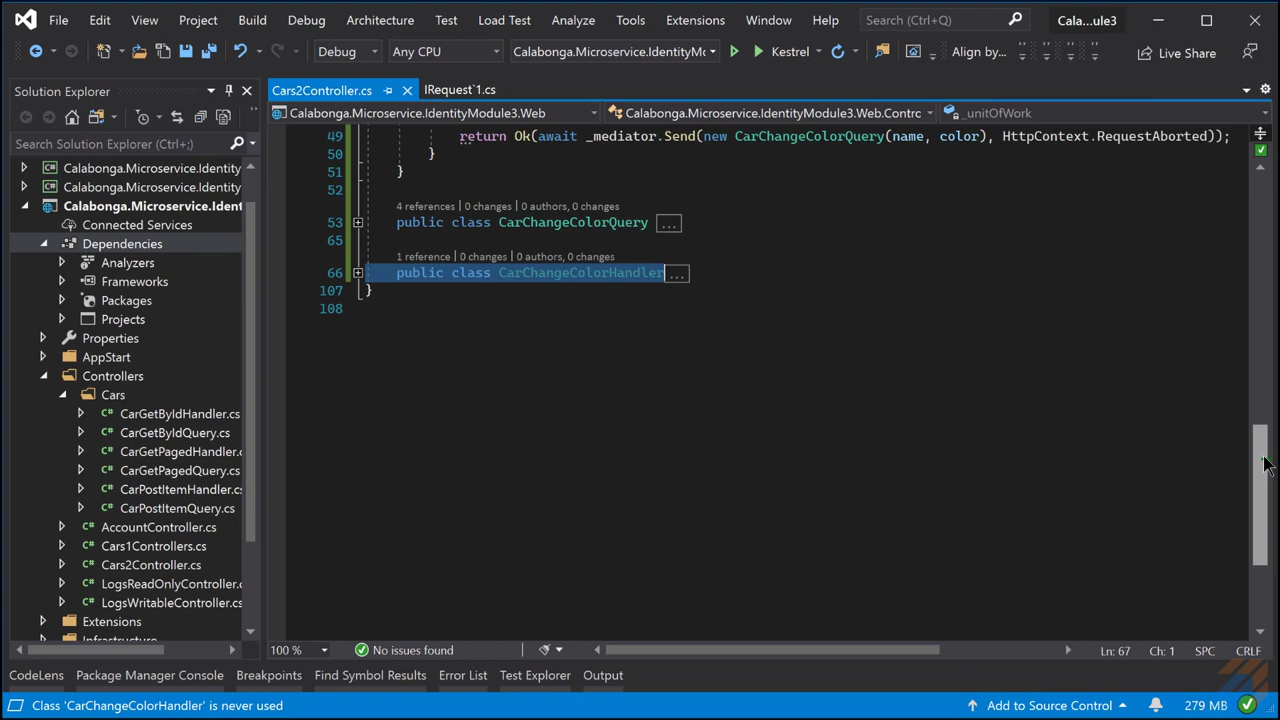 File Edit View Project Build Debug Architecture Test Load Test Analyze Tools Extensions Window Help Search (Ctrl+Q) Cala...ule3
Debug Any CPU Calabonga.Microservice.IdentityMo Kestrel Align by... Live Share
Solution Explorer
Cars2Controller.cs IRequest`1.cs
Calabonga.Microservice.IdentityModule3.Web Calabonga.Microservice.IdentityModule3.Web.Contro _unitOfWork
Search Solution Explorer (Ctrl+;)
Calabonga.Microservice.Identity
Calabonga.Microservice.Identity
Calabonga.Microservice.Ident
Connected Services
Dependencies
Analyzers
Frameworks
Packages
Projects
Properties
AppStart
Controllers
Cars
CarGetByIdHandler.cs
CarGetByIdQuery.cs
CarGetPagedHandler.c
CarGetPagedQuery.cs
CarPostItemHandler.cs
CarPostItemQuery.cs
AccountController.cs
Cars1Controllers.cs
Cars2Controller.cs
LogsReadOnlyController.c
LogsWritableController.cs
Extensions
Infrastructure
49 return Ok(await _mediator.Send(new CarChangeColorQuery(name, color), HttpContext.RequestAborted));
50 }
51 }
52
4 references | 0 changes | 0 authors, 0 changes
53 public class CarChangeColorQuery ...
65
1 reference | 0 changes | 0 authors, 0 changes
66 public class CarChangeColorHandler ...
107 }
108
100 % No issues found Ln: 67 Ch: 1 SPC CRLF
CodeLens Package Manager Console Breakpoints Find Symbol Results Error List Test Explorer Output
Class 'CarChangeColorHandler' is never used Add to Source Control 279 MB